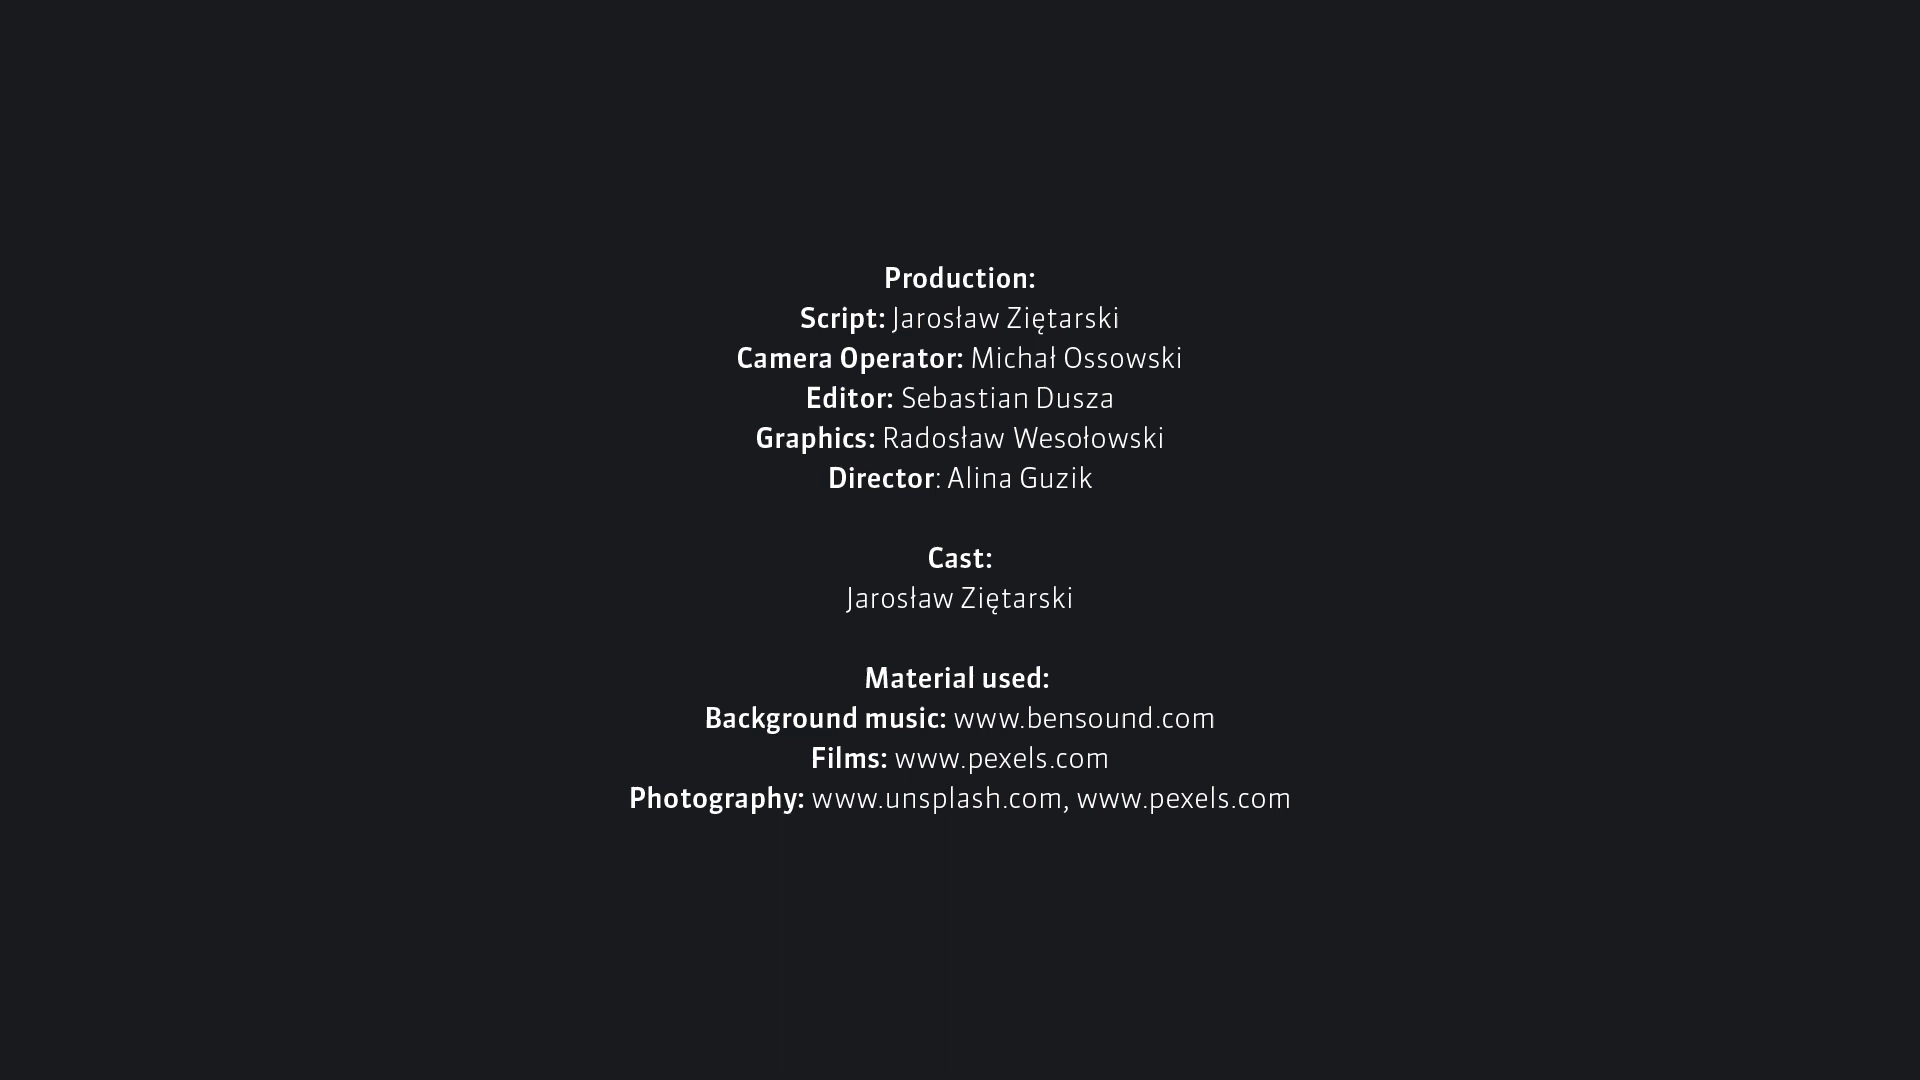 Production:
Script: Jarosław Ziętarski
Camera Operator: Michał Ossowski
Editor: Sebastian Dusza
Graphics: Radosław Wesołowski
Director: Alina Guzik
Cast:
Jarosław Ziętarski
Material used:
Background music: www.bensound.com
Films: www.pexels.com
Photography: www.unsplash.com, www.pexels.com